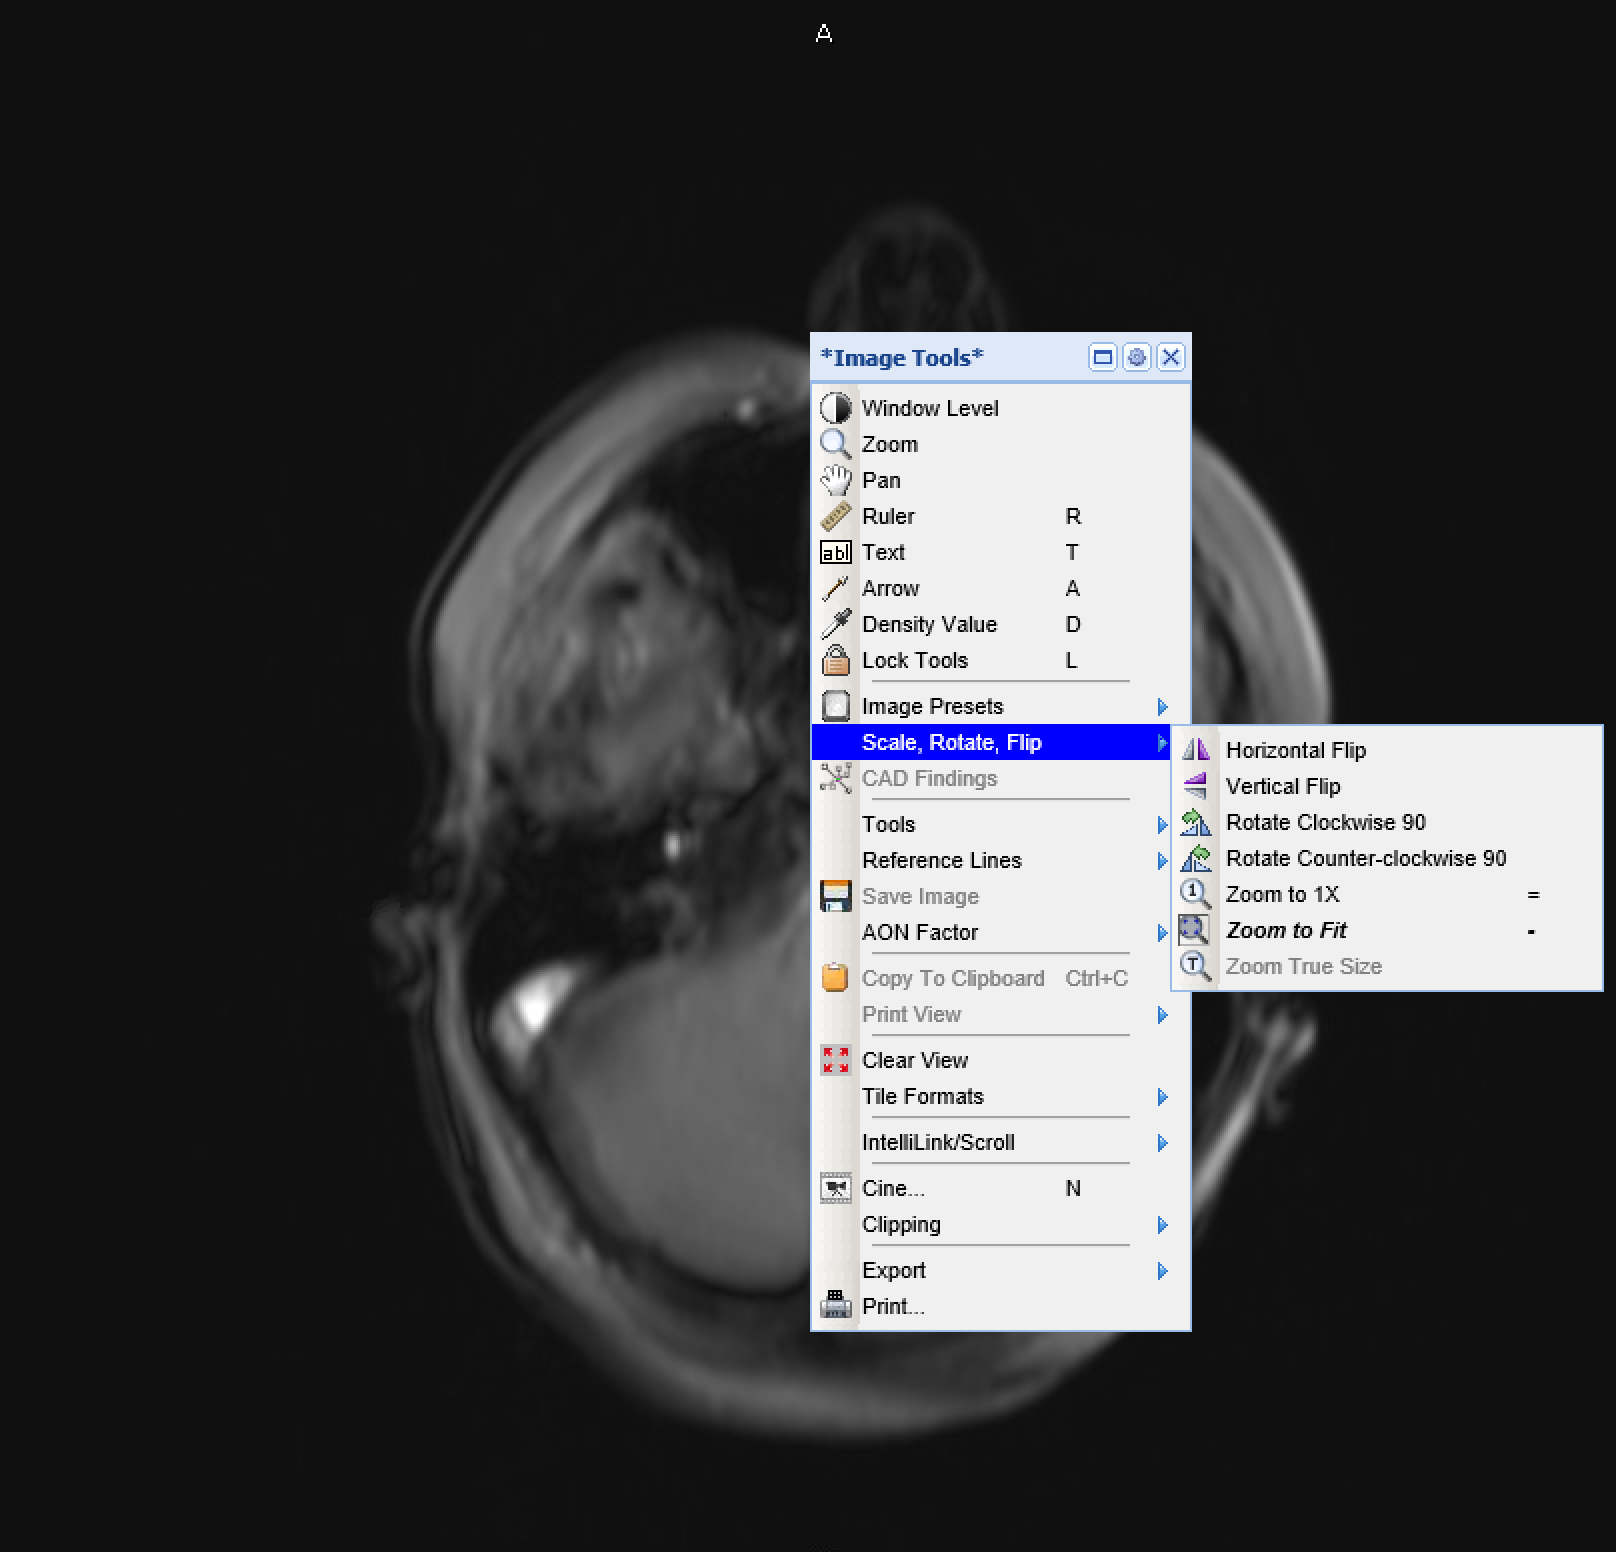 A
*Image Tools*
Window Level
Zoom
Pan
Ruler R
Text T
Arrow A
Density Value D
Lock Tools L
Image Presets
Scale, Rotate, Flip
CAD Findings
Tools
Reference Lines
Save Image
AON Factor
Copy To Clipboard Ctrl+C
Print View
Clear View
Tile Formats
IntelliLink/Scroll
Cine... N
Clipping
Export
Print...
Horizontal Flip
Vertical Flip
Rotate Clockwise 90
Rotate Counter-clockwise 90
Zoom to 1X =
Zoom to Fit -
Zoom True Size